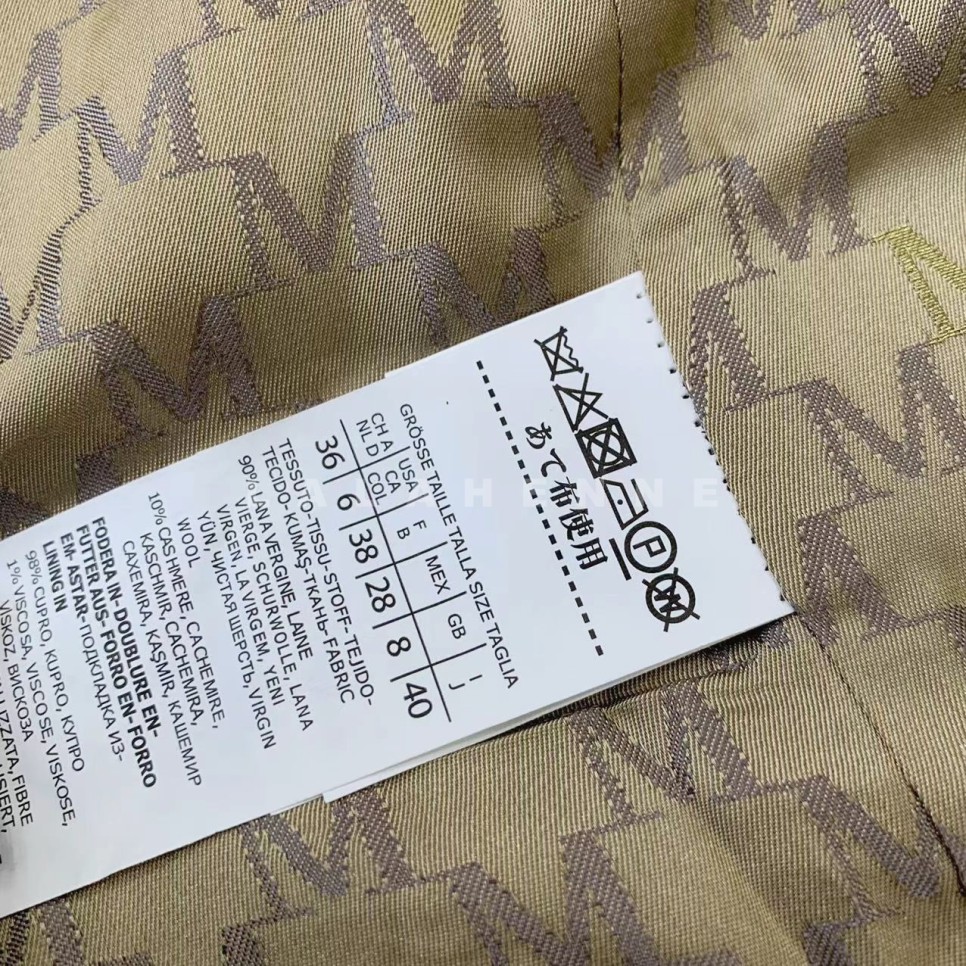 あて布使用
GRÖSSE TAILLE TALLA SIZE TAGLIA
CH A USA F MEX GB I
NL D CA COL B J
36 6 38 28 8 40
TESSUTO-TISSU-STOFF-TEJIDO-
TECIDO-KUMAŞ-ТКАНЬ-FABRIC
90% LANA VERGINE, LAINE
VIERGE, SCHURWOLLE, LANA
VIRGEN, LA VIRGEM, YENI
YÜN, ЧИСТАЯ ШЕРСТЬ, VIRGIN
WOOL
10% CASHMERE, CACHEMIRE,
KASCHMIR, CACHEMIRA,
CAXEMIRA, KAŞMİR, КАШЕМИР
FODERA IN- DOUBLURE EN-
FUTTER AUS- FORRO EN- FORRO
EM- ASTAR- ПОДКЛАДКА ИЗ-
LINING IN
98% CUPRO, KUPRO, КУПРО
1% VISCOSA, VISCOSE, VISKOSE,
VISKOZ, ВИСКОЗА
FIBRE